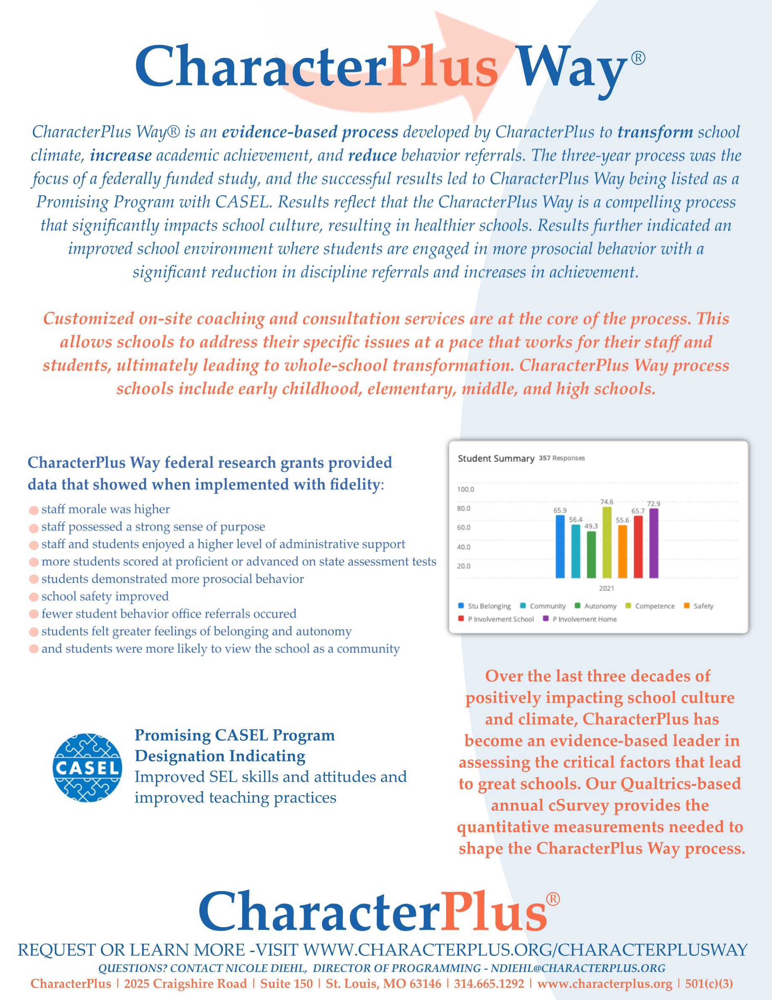 CharacterPlus Way®
CharacterPlus Way® is an evidence-based process developed by CharacterPlus to transform school
climate, increase academic achievement, and reduce behavior referrals. The three-year process was the
focus of a federally funded study, and the successful results led to CharacterPlus Way being listed as a
Promising Program with CASEL. Results reflect that the CharacterPlus Way is a compelling process
that significantly impacts school culture, resulting in healthier schools. Results further indicated an
improved school environment where students are engaged in more prosocial behavior with a
significant reduction in discipline referrals and increases in achievement.
Customized on-site coaching and consultation services are at the core of the process. This
allows schools to address their specific issues at a pace that works for their staff and
students, ultimately leading to whole-school transformation. CharacterPlus Way process
schools include early childhood, elementary, middle, and high schools.
CharacterPlus Way federal research grants provided
data that showed when implemented with fidelity:
staff morale was higher
staff possessed a strong sense of purpose
staff and students enjoyed a higher level of administrative support
more students scored at proficient or advanced on state assessment tests
students demonstrated more prosocial behavior
school safety improved
fewer student behavior office referrals occured
students felt greater feelings of belonging and autonomy
and students were more likely to view the school as a community
Student Summary 357 Responses
100.0
80.0
60.0
40.0
20.0
65.9
56.4
49.3
74.6
55.6
65.7
72.9
2021
Stu Belonging Community Autonomy Competence Safety
P Involvement School P Involvement Home
Over the last three decades of
positively impacting school culture
and climate, CharacterPlus has
become an evidence-based leader in
assessing the critical factors that lead
to great schools. Our Qualtrics-based
annual cSurvey provides the
quantitative measurements needed to
shape the CharacterPlus Way process.
CASEL
Promising CASEL Program
Designation Indicating
Improved SEL skills and attitudes and
improved teaching practices
CharacterPlus®
REQUEST OR LEARN MORE -VISIT WWW.CHARACTERPLUS.ORG/CHARACTERPLUSWAY
QUESTIONS? CONTACT NICOLE DIEHL, DIRECTOR OF PROGRAMMING - NDIEHL@CHARACTERPLUS.ORG
CharacterPlus | 2025 Craigshire Road | Suite 150 | St. Louis, MO 63146 | 314.665.1292 | www.characterplus.org | 501(c)(3)